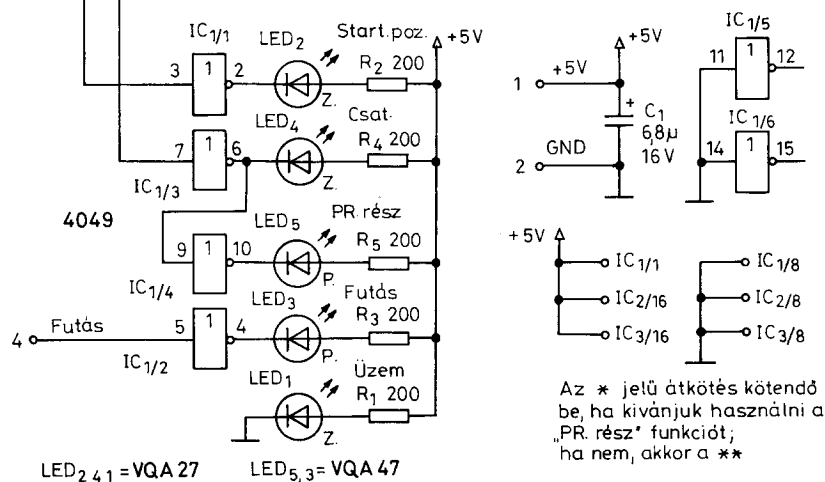 IC1/1
LED2
Start. poz.
+5V
3
1
2
Z.
R2 200
LED4
Csat.
7
1
6
Z.
R4 200
IC1/3
4049
LED5
PR. rész
9
1
10
P.
R5 200
IC1/4
LED3
Futás
4
Futás
5
1
4
P.
R3 200
IC1/2
LED1
Üzem
Z.
R1 200
LED2 4 1 = VQA 27
LED5,3 = VQA 47
+5V
1
+5V
+
C1
6,8µ
16V
2
GND
IC1/5
11
1
12
IC1/6
14
1
15
+5V
IC1/1
IC2/16
IC3/16
IC1/8
IC2/8
IC3/8
Az * jelű átkötés kötendő
be, ha kivánjuk használni a
„PR. rész" funkciót;
ha nem, akkor a **